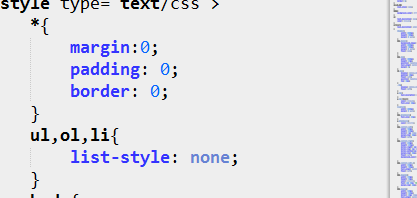 style type= text/css >
*{
margin:0;
padding: 0;
border: 0;
}
ul,ol,li{
list-style: none;
}